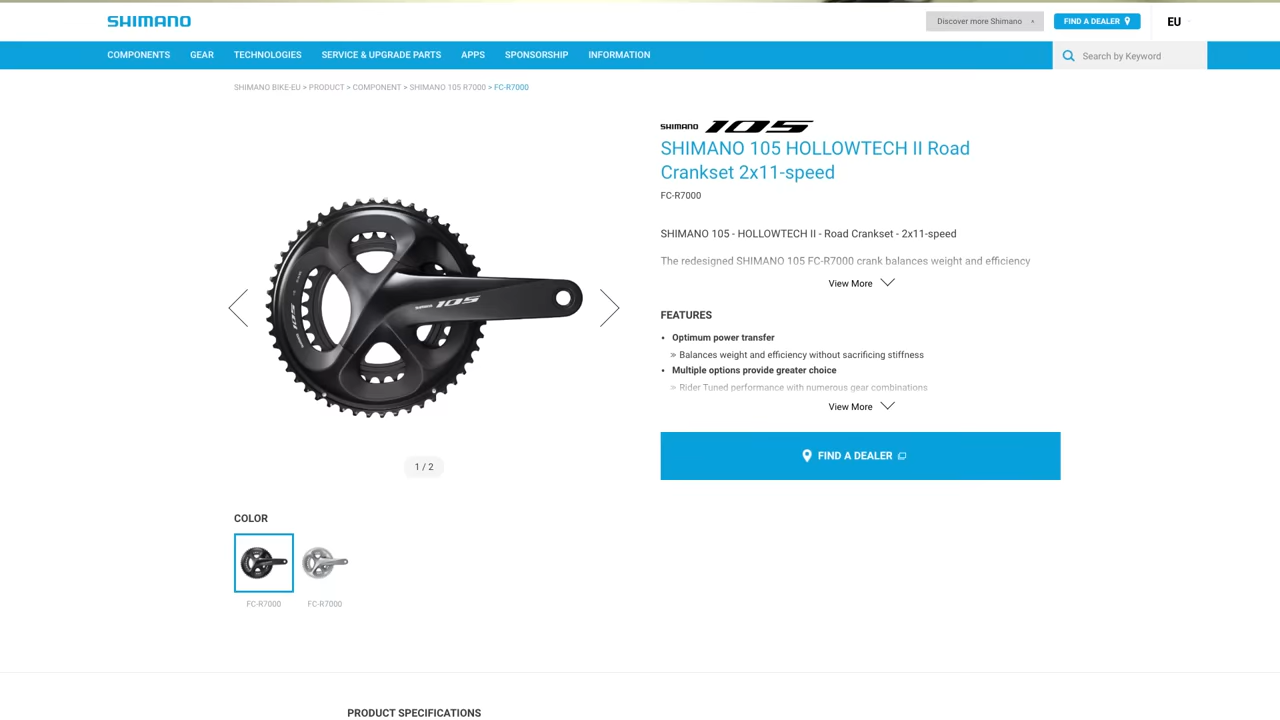 SHIMANO
Discover more Shimano
FIND A DEALER
EU
COMPONENTS GEAR TECHNOLOGIES SERVICE & UPGRADE PARTS APPS SPONSORSHIP INFORMATION
Search by Keyword
SHIMANO BIKE-EU > PRODUCT > COMPONENT > SHIMANO 105 R7000 > FC-R7000
SHIMANO 105
SHIMANO 105 HOLLOWTECH II Road
Crankset 2x11-speed
FC-R7000
SHIMANO 105 - HOLLOWTECH II - Road Crankset - 2x11-speed
The redesigned SHIMANO 105 FC-R7000 crank balances weight and efficiency
View More
FEATURES
• Optimum power transfer
» Balances weight and efficiency without sacrificing stiffness
• Multiple options provide greater choice
» Rider Tuned performance with numerous gear combinations
View More
FIND A DEALER
SHIMANO 105
SHIMANO 105
1 / 2
COLOR
FC-R7000
FC-R7000
PRODUCT SPECIFICATIONS